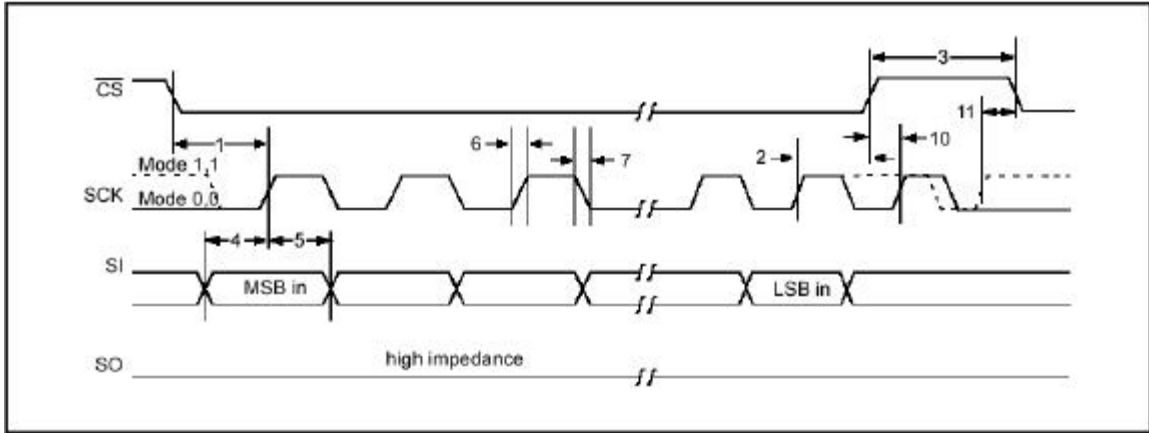 3
CS
11
1
6
7
2
10
Mode 1,1
SCK
Mode 0,0
4
5
SI
MSB in
LSB in
SO
high impedance